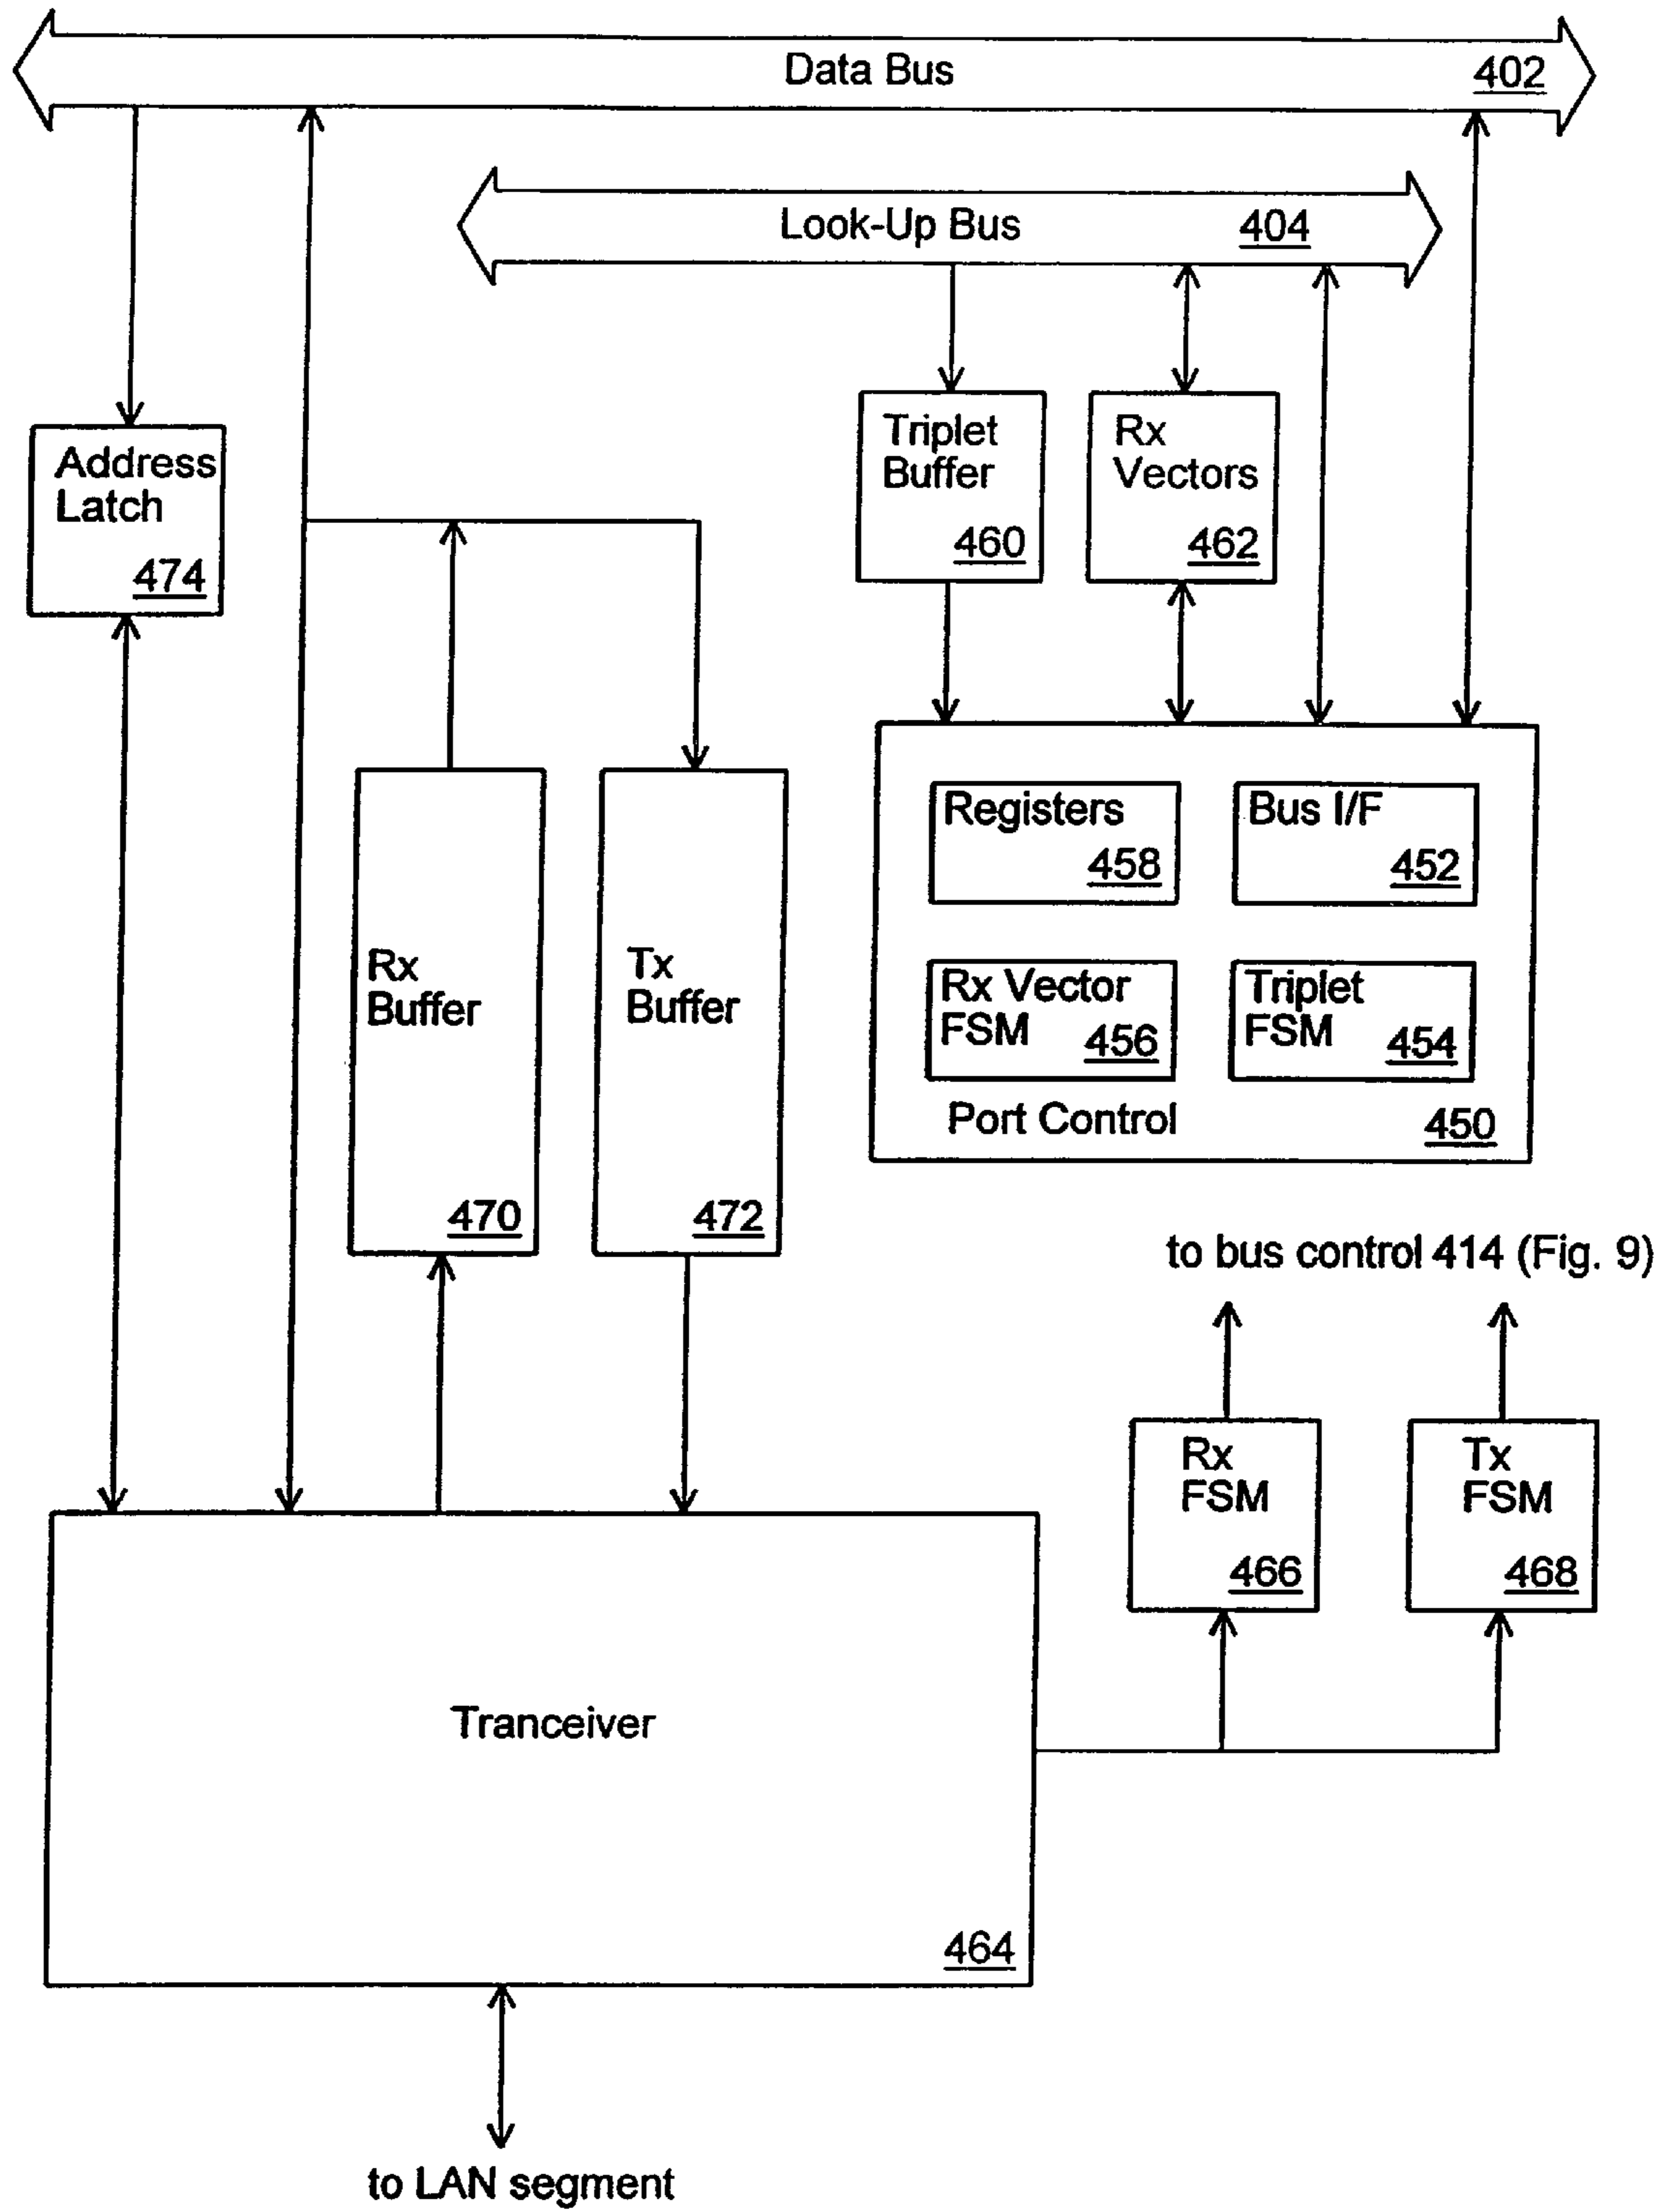 Data Bus
402
Look-Up Bus
404
Address
Latch
474
Triplet
Buffer
460
Rx
Vectors
462
Rx
Buffer
470
Tx
Buffer
472
Registers
458
Bus I/F
452
Rx Vector
FSM
456
Triplet
FSM
454
Port Control
450
to bus control 414 (Fig. 9)
Rx
FSM
466
Tx
FSM
468
Tranceiver
464
to LAN segment